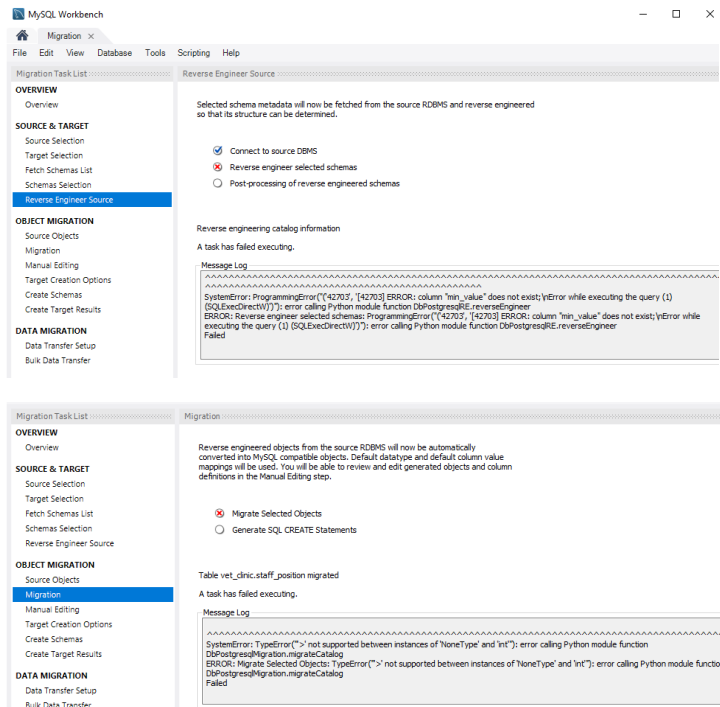 MySQL Workbench
Migration
File Edit View Database Tools Scripting Help
Migration Task List
OVERVIEW
Overview
SOURCE & TARGET
Source Selection
Target Selection
Fetch Schemas List
Schemas Selection
Reverse Engineer Source
OBJECT MIGRATION
Source Objects
Migration
Manual Editing
Target Creation Options
Create Schemas
Create Target Results
DATA MIGRATION
Data Transfer Setup
Bulk Data Transfer
Reverse Engineer Source
Selected schema metadata will now be fetched from the source RDBMS and reverse engineered
so that its structure can be determined.
Connect to source DBMS
Reverse engineer selected schemas
Post-processing of reverse engineered schemas
Reverse engineering catalog information
A task has failed executing.
Message Log
SystemError: ProgrammingError("('42703', '[42703] ERROR: column "min_value" does not exist;\nError while executing the query (1)
(SQLExecDirectW)')"): error calling Python module function DbPostgresqlRE.reverseEngineer
ERROR: Reverse engineer selected schemas: ProgrammingError("('42703', '[42703] ERROR: column "min_value" does not exist;\nError while
executing the query (1) (SQLExecDirectW)')"): error calling Python module function DbPostgresqlRE.reverseEngineer
Failed
Migration Task List
OVERVIEW
Overview
SOURCE & TARGET
Source Selection
Target Selection
Fetch Schemas List
Schemas Selection
Reverse Engineer Source
OBJECT MIGRATION
Source Objects
Migration
Manual Editing
Target Creation Options
Create Schemas
Create Target Results
DATA MIGRATION
Data Transfer Setup
Bulk Data Transfer
Migration
Reverse engineered objects from the source RDBMS will now be automatically
converted into MySQL compatible objects. Default datatype and default column value
mappings will be used. You will be able to review and edit generated objects and column
definitions in the Manual Editing step.
Migrate Selected Objects
Generate SQL CREATE Statements
Table vet_clinic.staff_position migrated
A task has failed executing.
Message Log
SystemError: TypeError("'>' not supported between instances of 'NoneType' and 'int'"): error calling Python module function
DbPostgresqlMigration.migrateCatalog
ERROR: Migrate Selected Objects: TypeError("'>' not supported between instances of 'NoneType' and 'int'"): error calling Python module functio
DbPostgresqlMigration.migrateCatalog
Failed